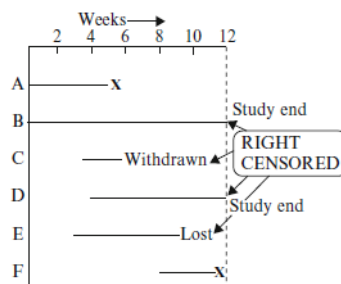 Weeks
2 4 6 8 10 12
A X
Study end
B
RIGHT
CENSORED
C Withdrawn
D
Study end
E Lost
F X